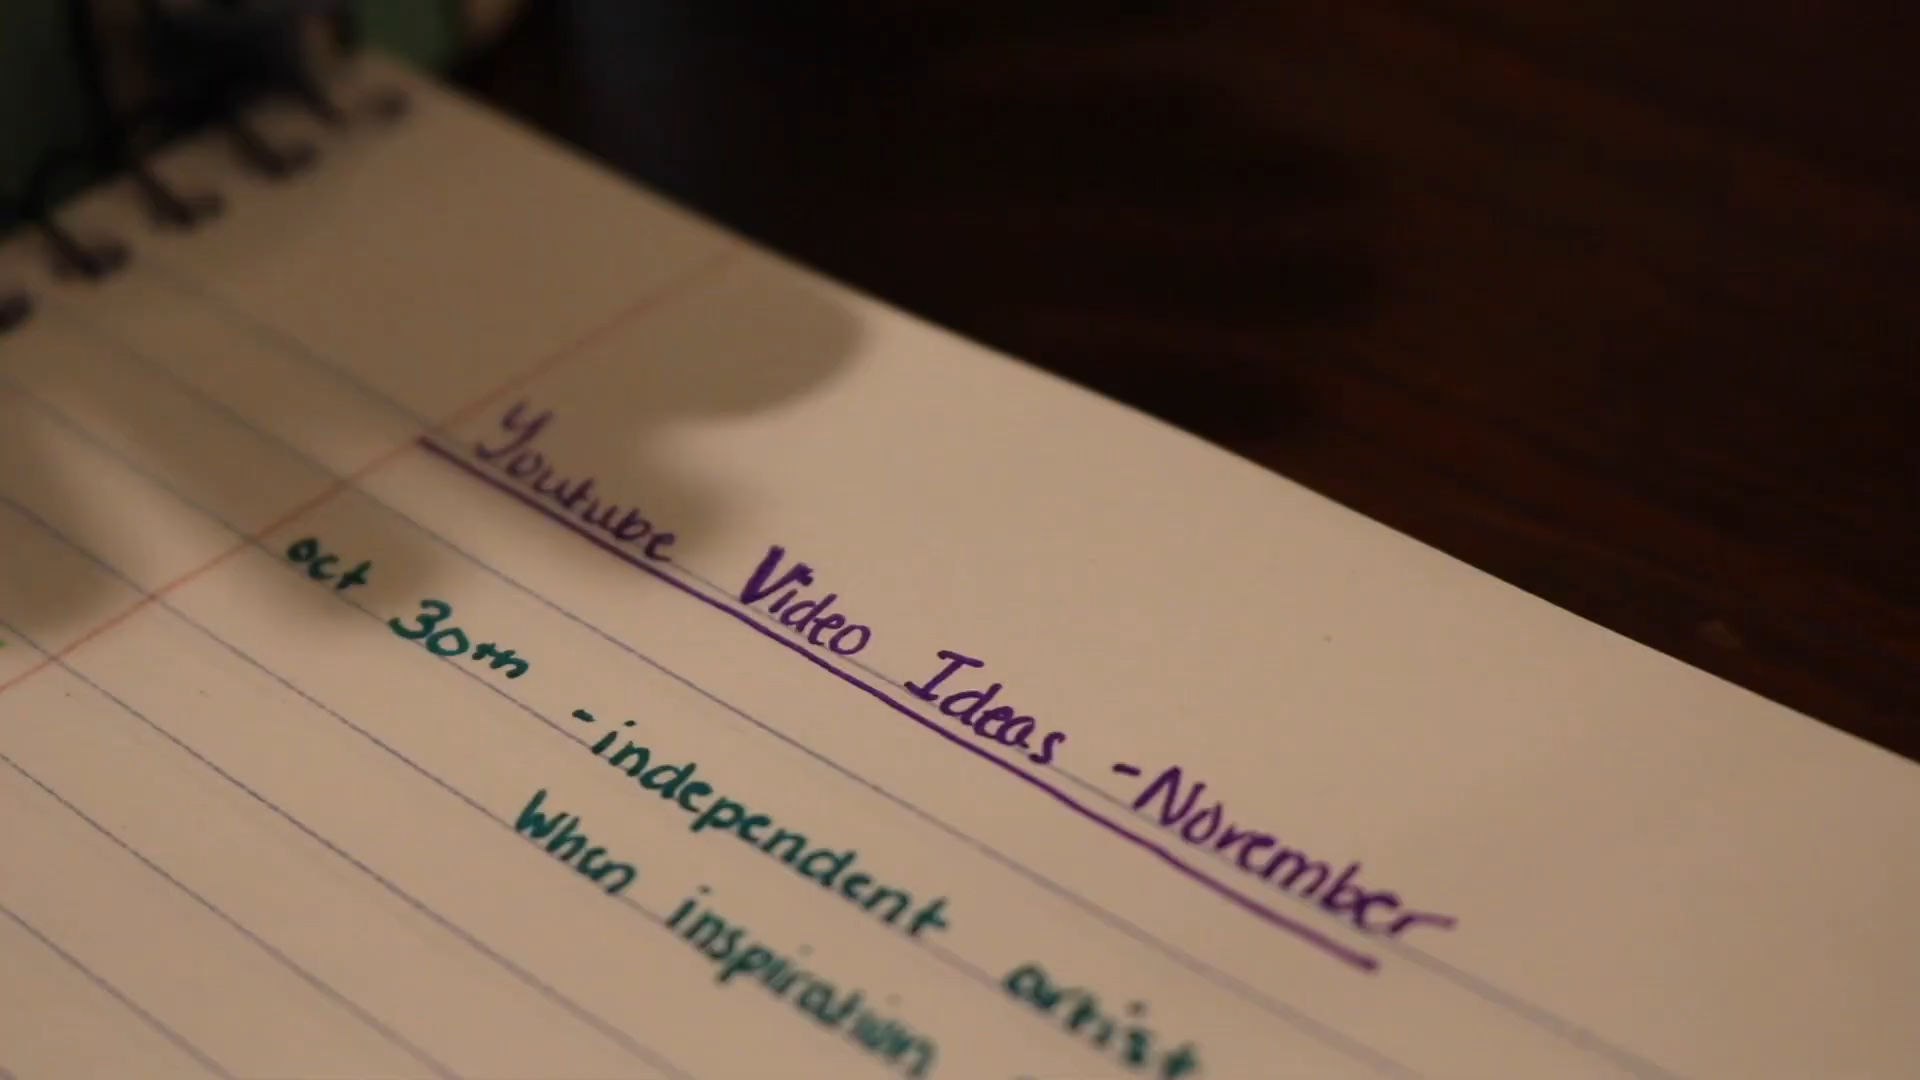 Youtube Video Ideas - November
oct 30th - independent artist
When inspiration